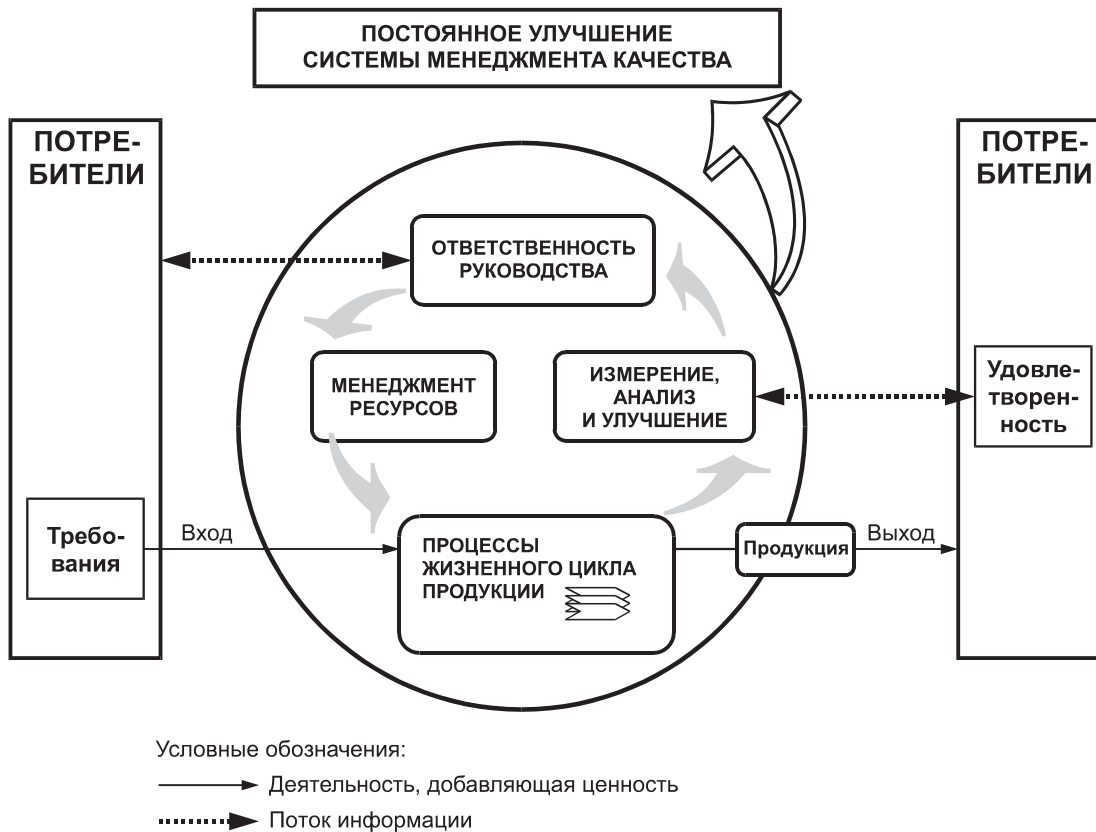 ПОСТОЯННОЕ УЛУЧШЕНИЕ
СИСТЕМЫ МЕНЕДЖМЕНТА КАЧЕСТВА
ПОТРЕ-
БИТЕЛИ
ПОТРЕ-
БИТЕЛИ
ОТВЕТСТВЕННОСТЬ
РУКОВОДСТВА
МЕНЕДЖМЕНТ
РЕСУРСОВ
ИЗМЕРЕНИЕ,
АНАЛИЗ
И УЛУЧШЕНИЕ
Удовле-
творен-
ность
Требо-
вания
Вход
ПРОЦЕССЫ
ЖИЗНЕННОГО ЦИКЛА
ПРОДУКЦИИ
Продукция
Выход
Условные обозначения:
Деятельность, добавляющая ценность
Поток информации